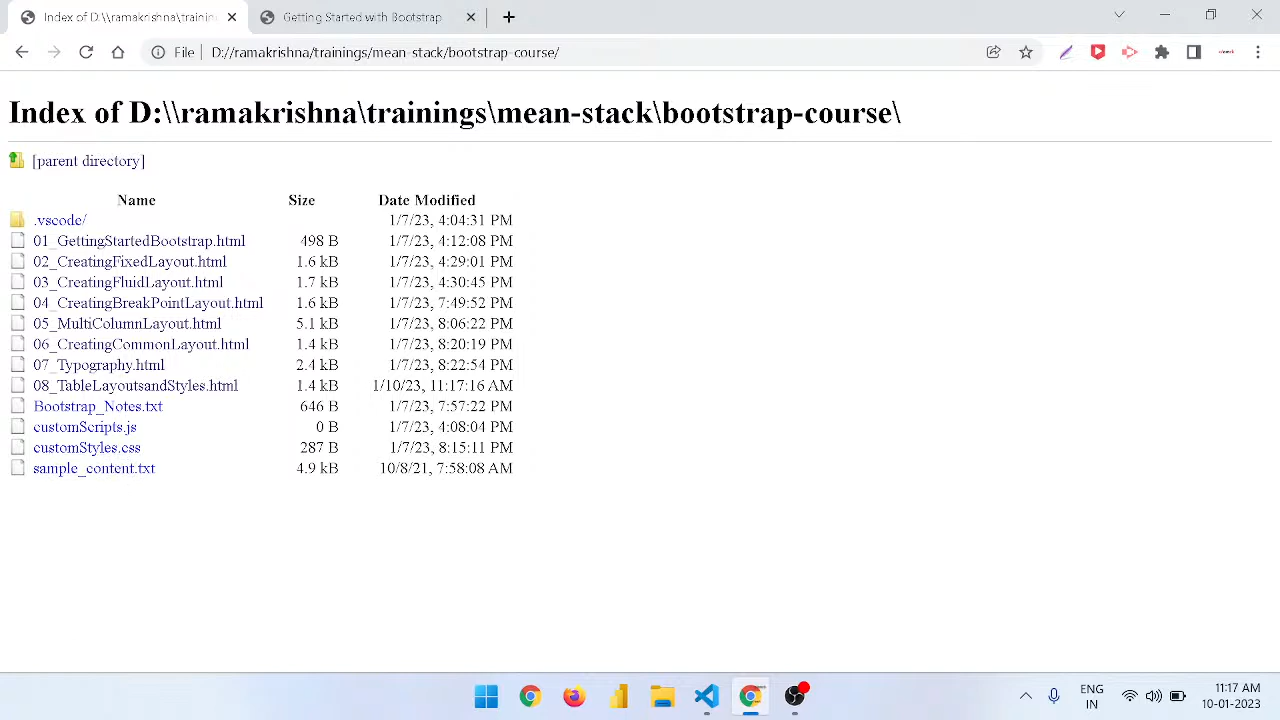 Index of D:\\ramakrishna\trainin
Getting Started with Bootstrap
File D://ramakrishna/trainings/mean-stack/bootstrap-course/
Index of D:\\ramakrishna\trainings\mean-stack\bootstrap-course\
[parent directory]
Name Size Date Modified
.vscode/ 1/7/23, 4:04:31 PM
01_GettingStartedBootstrap.html 498 B 1/7/23, 4:12:08 PM
02_CreatingFixedLayout.html 1.6 kB 1/7/23, 4:29:01 PM
03_CreatingFluidLayout.html 1.7 kB 1/7/23, 4:30:45 PM
04_CreatingBreakPointLayout.html 1.6 kB 1/7/23, 7:49:52 PM
05_MultiColumnLayout.html 5.1 kB 1/7/23, 8:06:22 PM
06_CreatingCommonLayout.html 1.4 kB 1/7/23, 8:20:19 PM
07_Typography.html 2.4 kB 1/7/23, 8:22:54 PM
08_TableLayoutsandStyles.html 1.4 kB 1/10/23, 11:17:16 AM
Bootstrap_Notes.txt 646 B 1/7/23, 7:57:22 PM
customScripts.js 0 B 1/7/23, 4:08:04 PM
customStyles.css 287 B 1/7/23, 8:15:11 PM
sample_content.txt 4.9 kB 10/8/21, 7:58:08 AM
ENG
IN
11:17 AM
10-01-2023